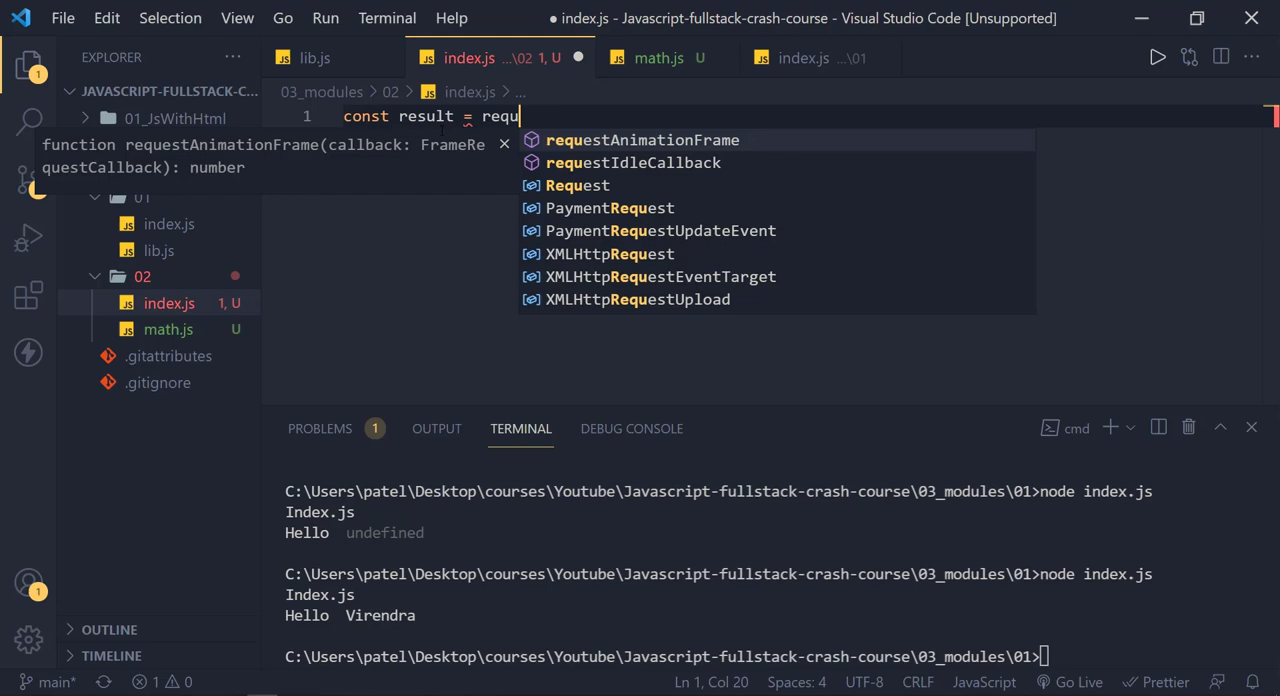 File Edit Selection View Go Run Terminal Help ● index.js - Javascript-fullstack-crash-course - Visual Studio Code [Unsupported]
EXPLORER ···
JS lib.js JS index.js ...\02 1, U ● JS math.js U JS index.js ...\01
1
JAVASCRIPT-FULLSTACK-C...
03_modules > 02 > JS index.js > ...
01_JsWithHtml
1 const result = requ
function requestAnimationFrame(callback: FrameRe
questCallback): number
requestAnimationFrame
requestIdleCallback
Request
PaymentRequest
PaymentRequestUpdateEvent
XMLHttpRequest
XMLHttpRequestEventTarget
XMLHttpRequestUpload
01
JS index.js
JS lib.js
02
JS index.js 1, U
JS math.js U
.gitattributes
.gitignore
PROBLEMS 1 OUTPUT TERMINAL DEBUG CONSOLE cmd
C:\Users\patel\Desktop\courses\Youtube\Javascript-fullstack-crash-course\03_modules\01>node index.js
Index.js
Hello undefined
C:\Users\patel\Desktop\courses\Youtube\Javascript-fullstack-crash-course\03_modules\01>node index.js
Index.js
Hello Virendra
C:\Users\patel\Desktop\courses\Youtube\Javascript-fullstack-crash-course\03_modules\01>
1
OUTLINE
TIMELINE
main* 1 0 Ln 1, Col 20 Spaces: 4 UTF-8 CRLF JavaScript Go Live Prettier